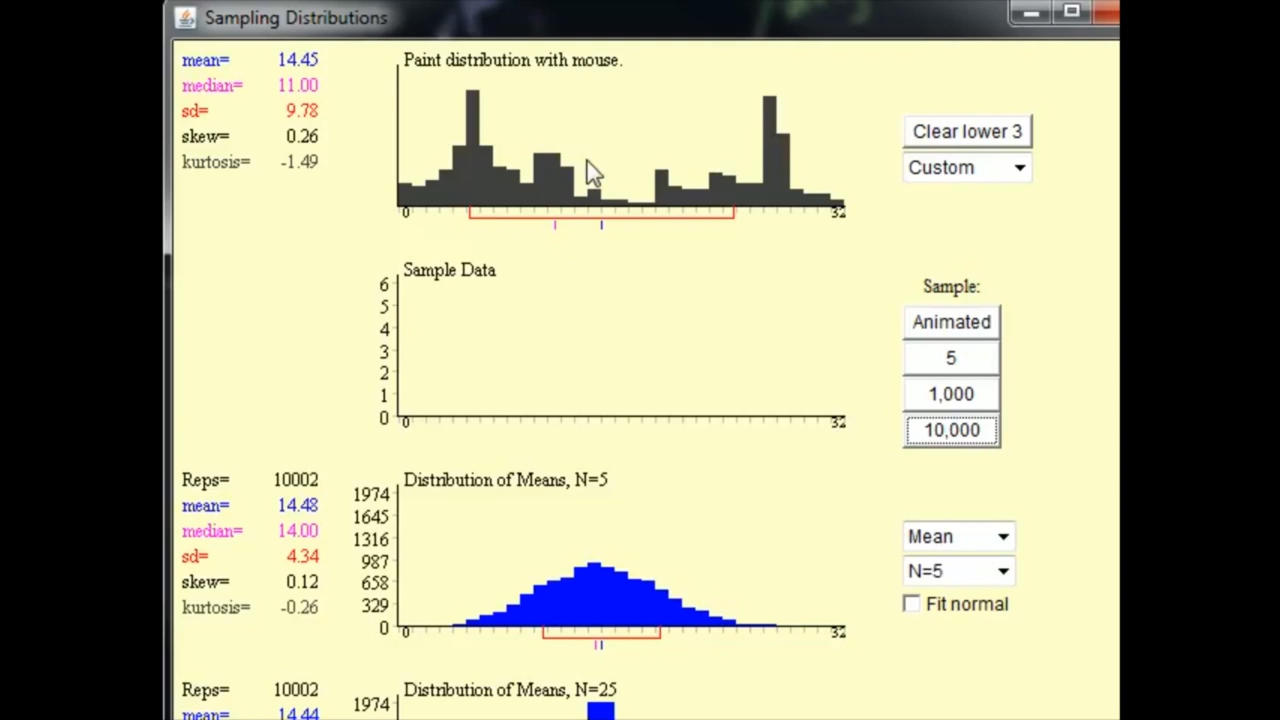 Sampling Distributions
mean= 14.45
median= 11.00
sd= 9.78
skew= 0.26
kurtosis= -1.49
Paint distribution with mouse.
0 32
Clear lower 3
Custom
Sample Data
6
5
4
3
2
1
0
0 32
Sample:
Animated
5
1,000
10,000
Reps= 10002
mean= 14.48
median= 14.00
sd= 4.34
skew= 0.12
kurtosis= -0.26
Distribution of Means, N=5
1974
1645
1316
987
658
329
0
0 32
Mean
N=5
Fit normal
Reps= 10002
mean= 14.44
Distribution of Means, N=25
1974